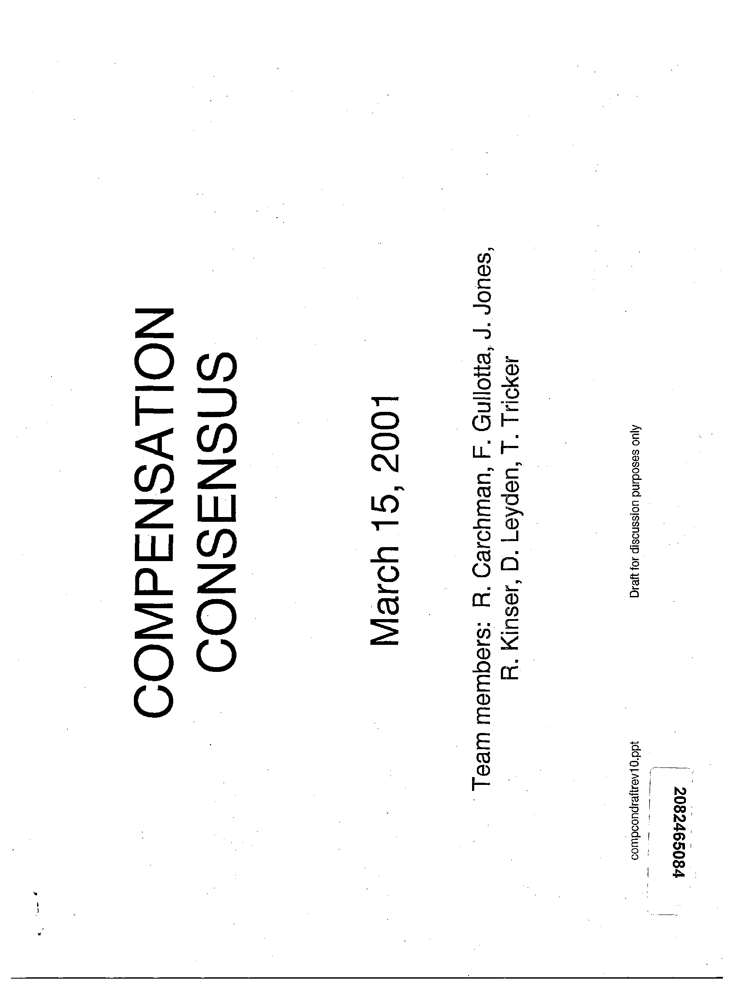 COMPENSATION
CONSENSUS
March 15, 2001
Team members: R. Carchman, F. Gullotta, J. Jones,
R. Kinser, D. Leyden, T. Tricker
compcondraftrev10.ppt
Draft for discussion purposes only
2082465084